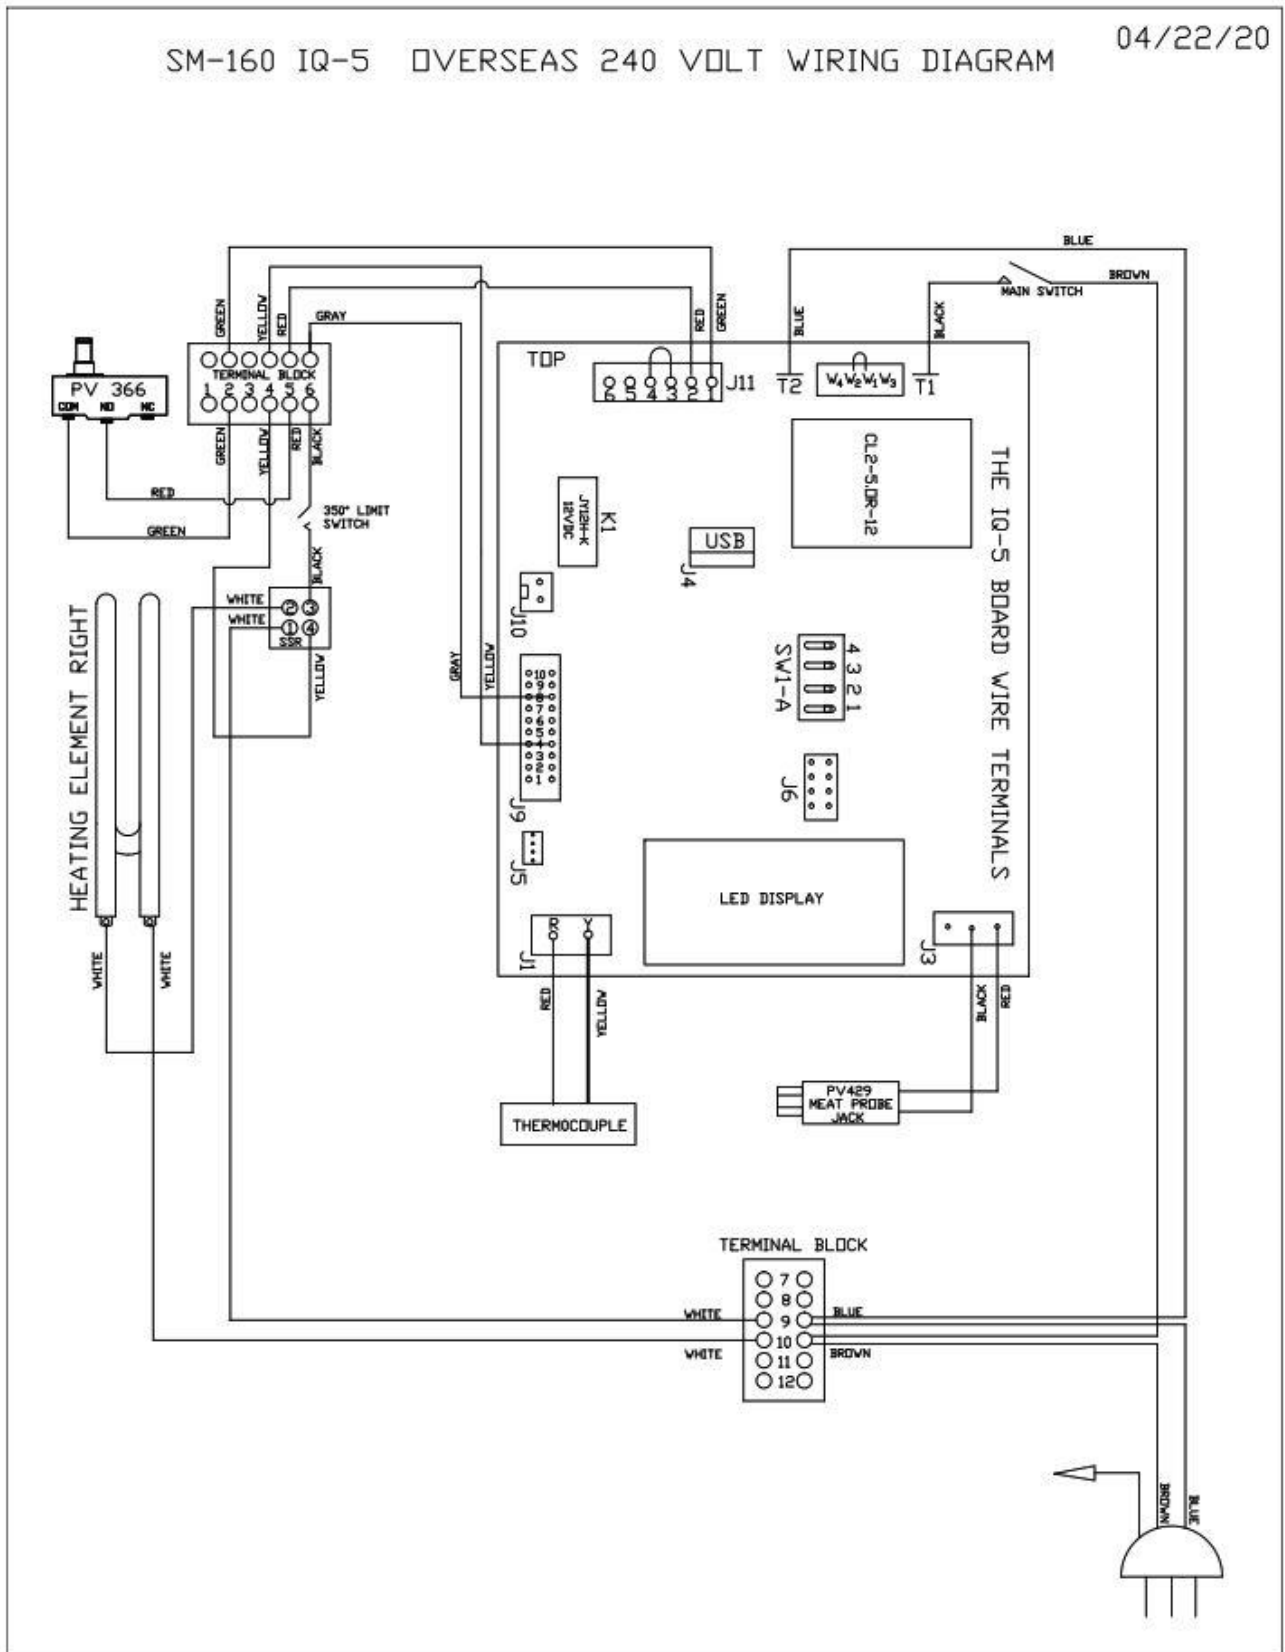 04/22/20
SM-160 IQ-5 OVERSEAS 240 VOLT WIRING DIAGRAM
BLUE
BROWN
MAIN SWITCH
GREEN
YELLOW
RED
GRAY
RED
GREEN
BLUE
BLACK
TOP
J11
6 5 4 3 2 1
T2
W4 W2 W1 W3
T1
TERMINAL BLOCK
1 2 3 4 5 6
PV 366
COM NO NC
GREEN
YELLOW
RED
BLACK
RED
GREEN
350° LIMIT
SWITCH
BLACK
CL2-5.0R-12
THE IQ-5 BOARD WIRE TERMINALS
K1
JY12H-K
12VDC
USB
J4
J10
WHITE
WHITE
2 3
1 4
SSR
YELLOW
HEATING ELEMENT RIGHT
GRAY
YELLOW
10
9
8
7
6
5
4
3
2
1
J9
SW1-A
4 3 2 1
J6
J5
LED DISPLAY
R Y
J1
J3
WHITE
WHITE
RED
YELLOW
BLACK
RED
THERMOCOUPLE
PV429
MEAT PROBE
JACK
TERMINAL BLOCK
7
8
WHITE 9 BLUE
10
WHITE 11 BROWN
12
BROWN
BLUE